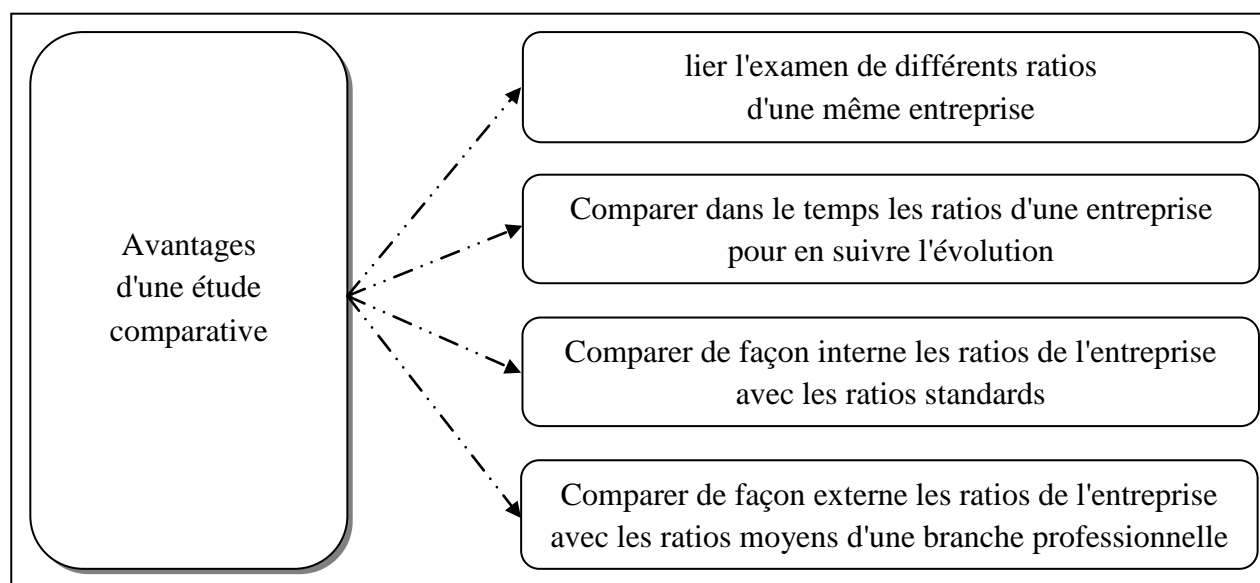 Avantages
d'une étude
comparative
lier l'examen de différents ratios
d'une même entreprise
Comparer dans le temps les ratios d'une entreprise
pour en suivre l'évolution
Comparer de façon interne les ratios de l'entreprise
avec les ratios standards
Comparer de façon externe les ratios de l'entreprise
avec les ratios moyens d'une branche professionnelle